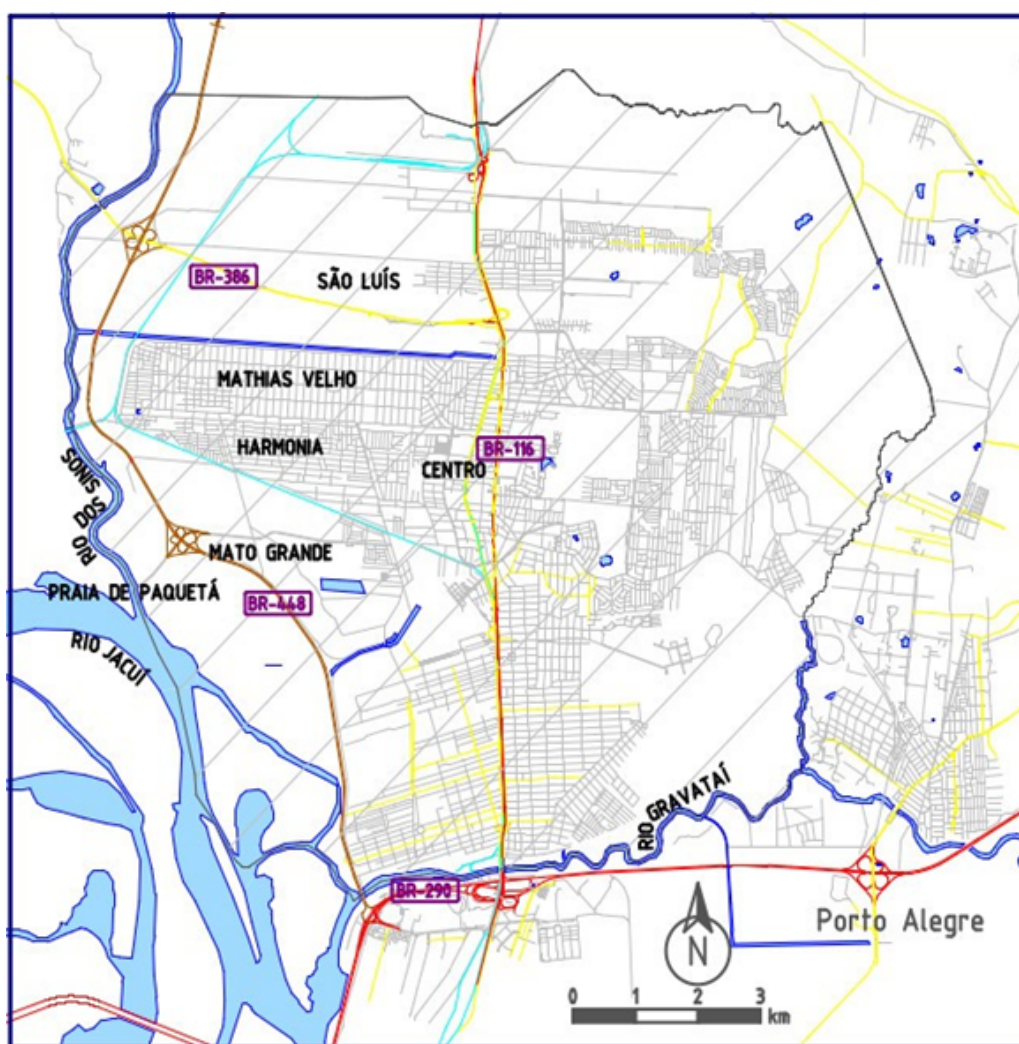 BR-386
SÃO LUÍS
MATHIAS VELHO
HARMONIA
BR-116
CENTRO
RIO DOS SINOS
MATO GRANDE
PRAIA DE PAQUETÁ
BR-448
RIO JACUÍ
RIO GRAVATAÍ
BR-290
Porto Alegre
N
0 1 2 3
km